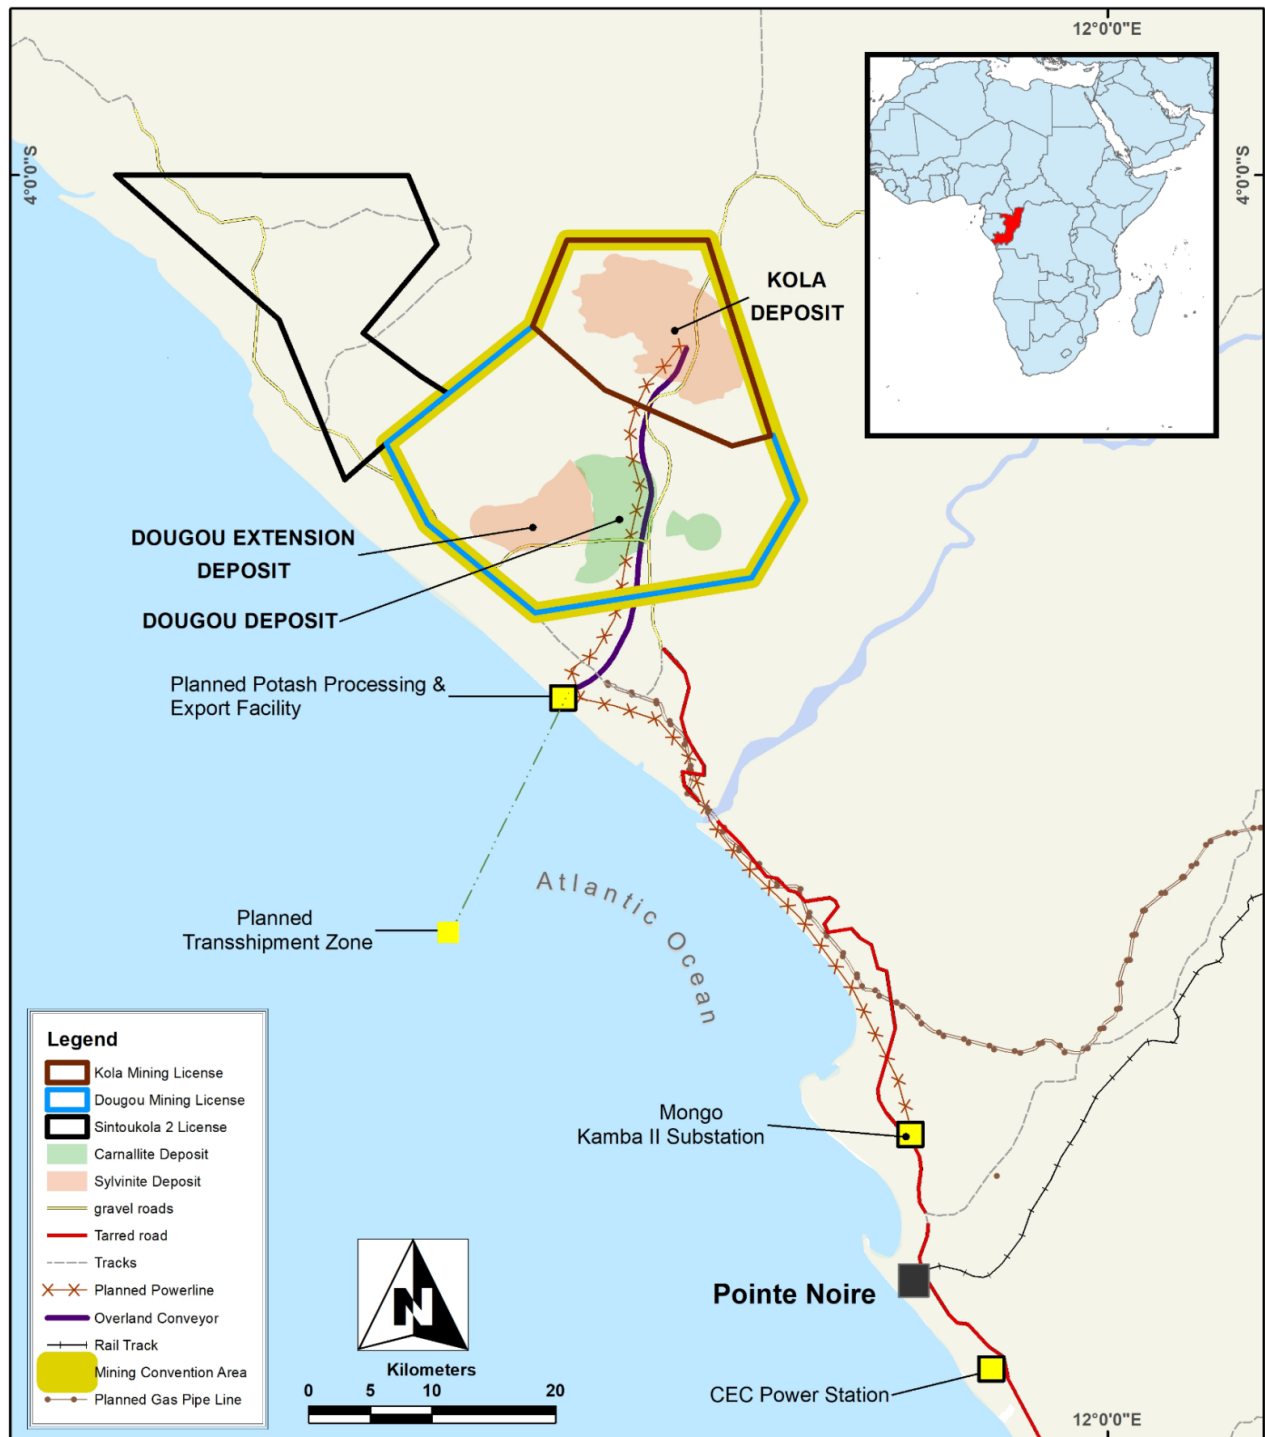 12°0'0"E
4°0'0"S
4°0'0"S
KOLA
DEPOSIT
DOUGOU EXTENSION
DEPOSIT
DOUGOU DEPOSIT
Planned Potash Processing &
Export Facility
Atlantic Ocean
Planned
Transshipment Zone
Mongo
Kamba II Substation
Pointe Noire
CEC Power Station
Legend
Kola Mining License
Dougou Mining License
Sintoukola 2 License
Carnallite Deposit
Sylvinite Deposit
gravel roads
Tarred road
Tracks
Planned Powerline
Overland Conveyor
Rail Track
Mining Convention Area
Planned Gas Pipe Line
N
Kilometers
0 5 10 20
12°0'0"E